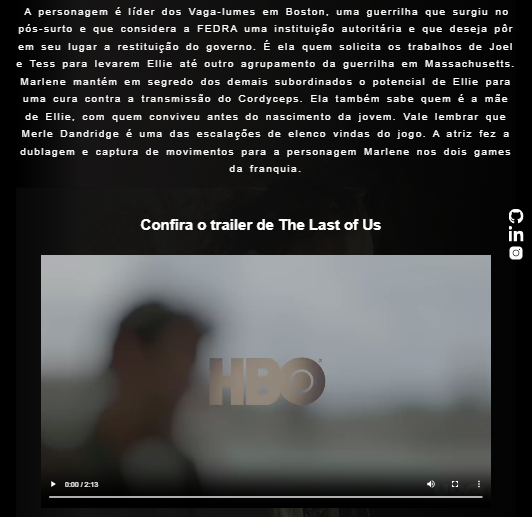 A personagem é líder dos Vaga-lumes em Boston, uma guerrilha que surgiu no
pós-surto e que considera a FEDRA uma instituição autoritária e que deseja pôr
em seu lugar a restituição do governo. É ela quem solicita os trabalhos de Joel
e Tess para levarem Ellie até outro agrupamento da guerrilha em Massachusetts.
Marlene mantém em segredo dos demais subordinados o potencial de Ellie para
uma cura contra a transmissão do Cordyceps. Ela também sabe quem é a mãe
de Ellie, com quem conviveu antes do nascimento da jovem. Vale lembrar que
Merle Dandridge é uma das escalações de elenco vindas do jogo. A atriz fez a
dublagem e captura de movimentos para a personagem Marlene nos dois games
da franquia.
Confira o trailer de The Last of Us
in
HBO
0:00 / 2:13